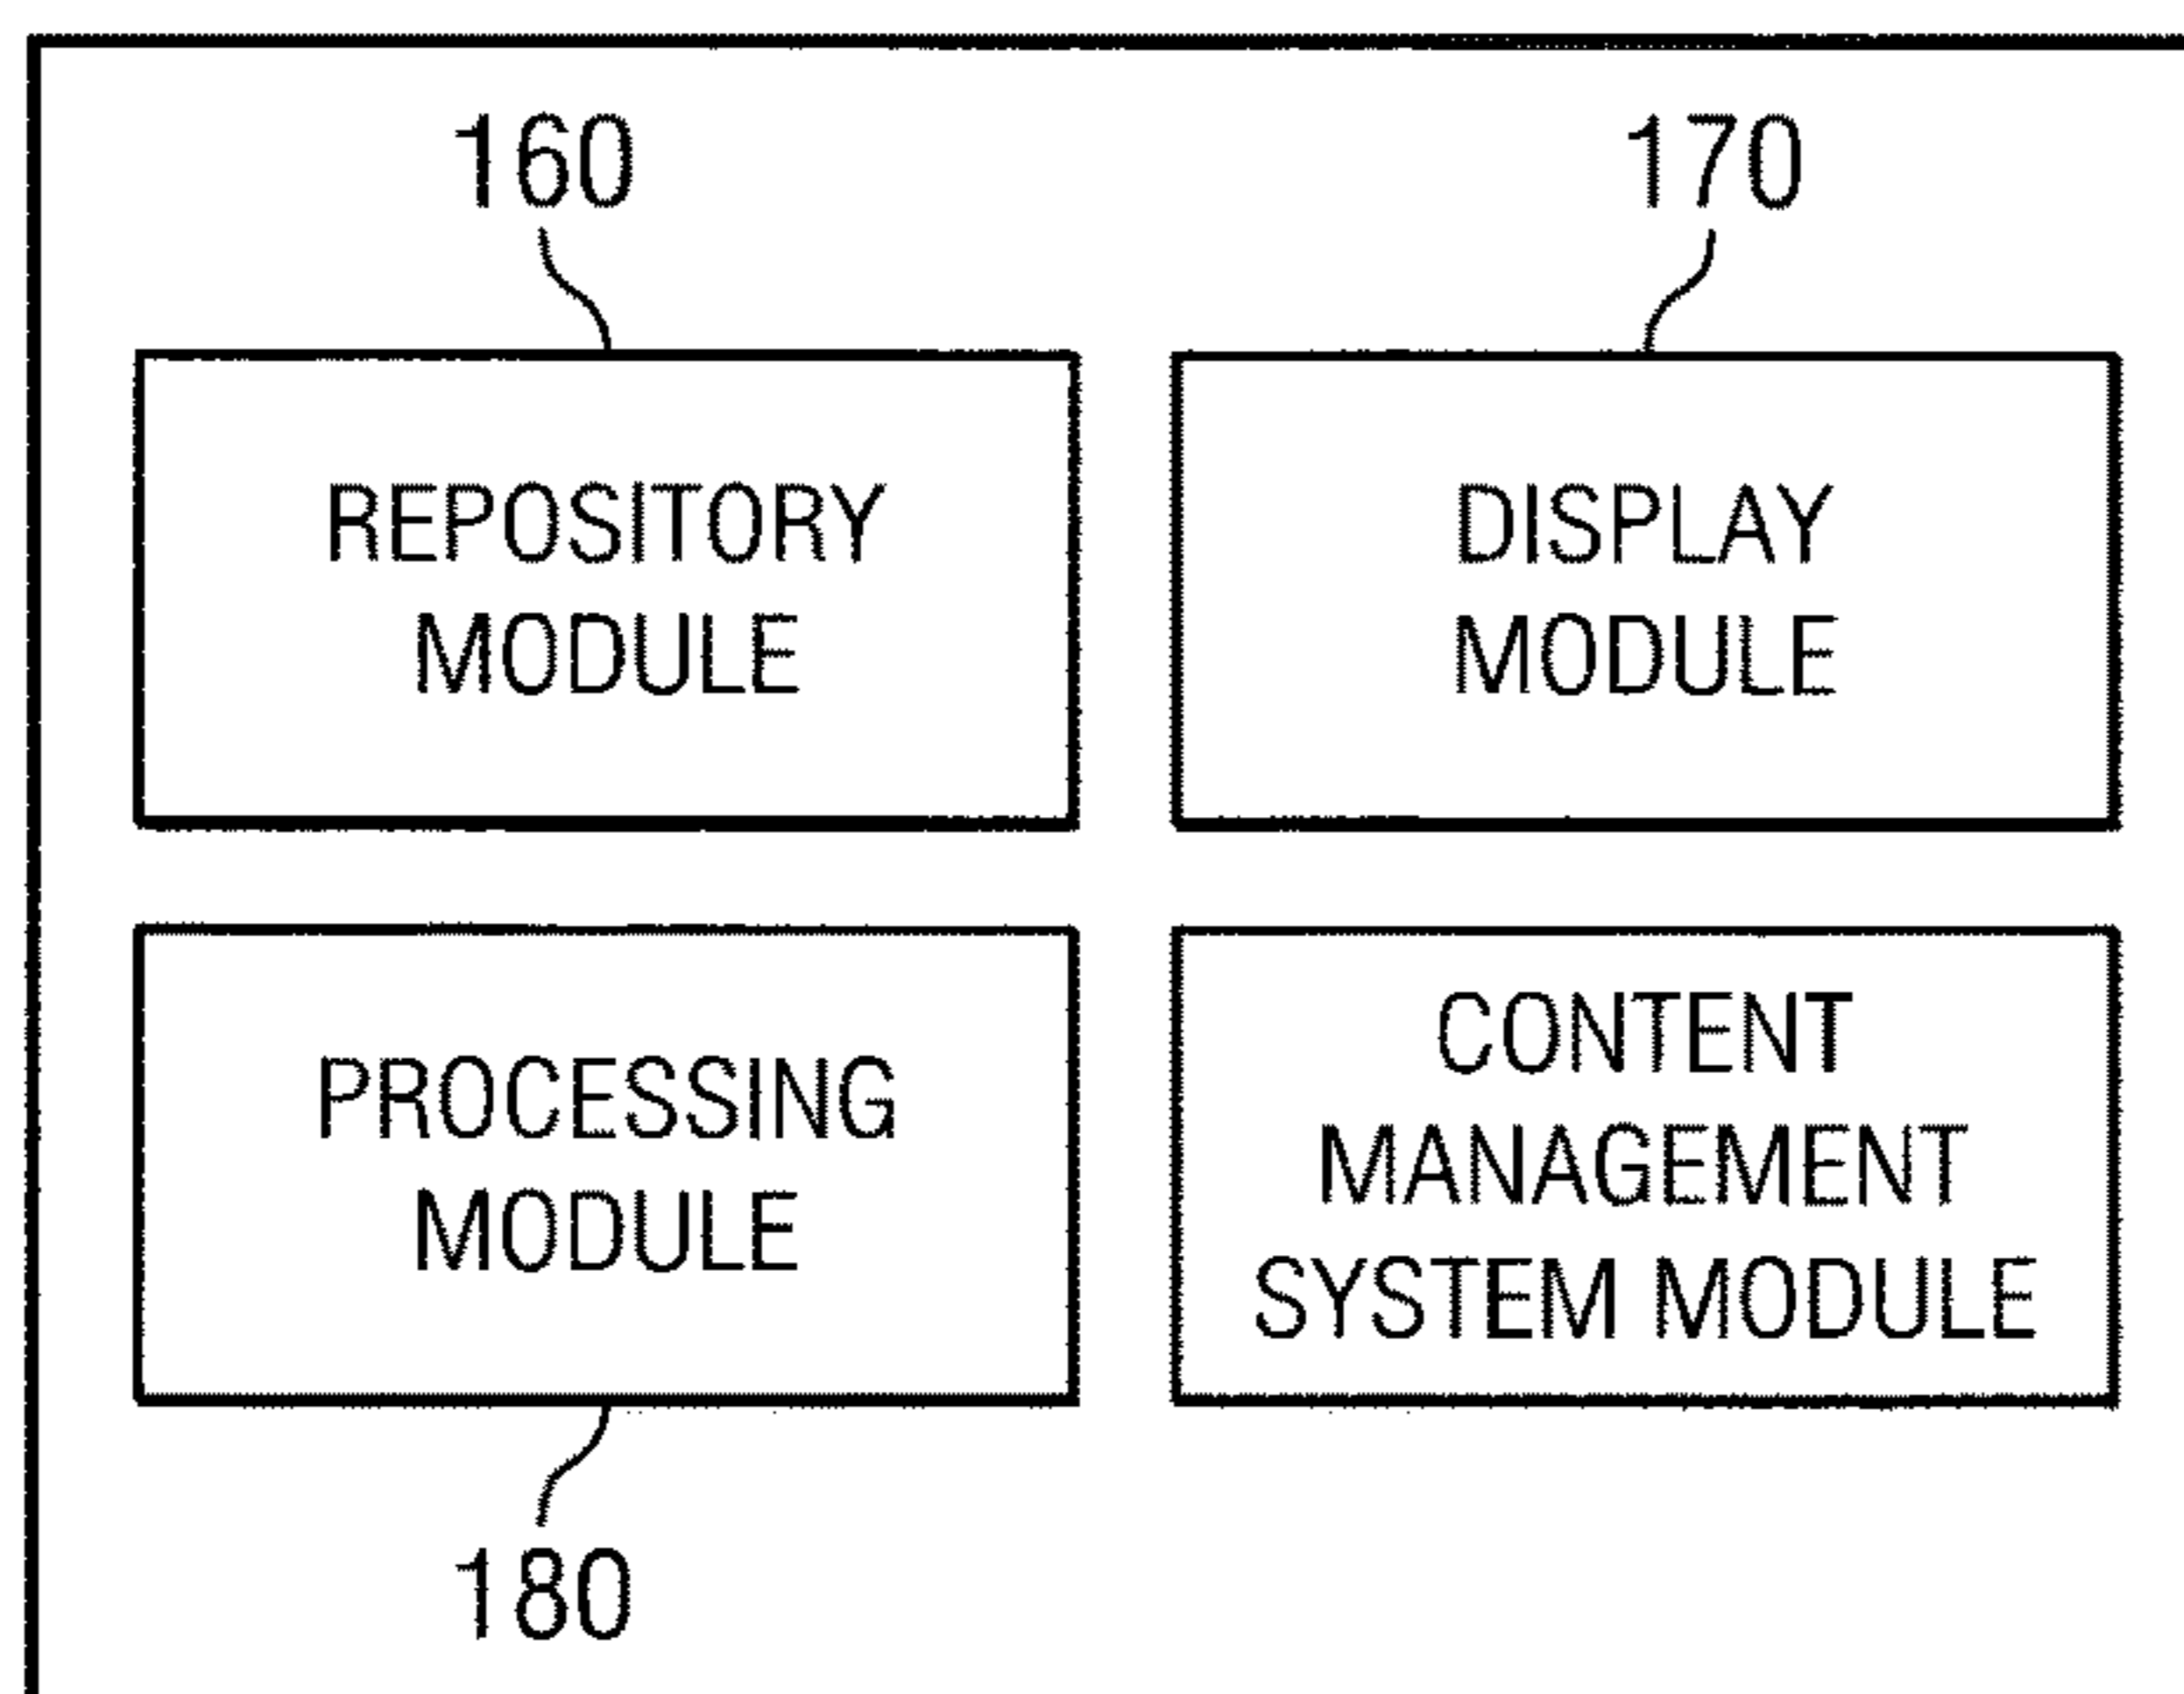 160
170
REPOSITORY
MODULE
DISPLAY
MODULE
PROCESSING
MODULE
CONTENT
MANAGEMENT
SYSTEM MODULE
180